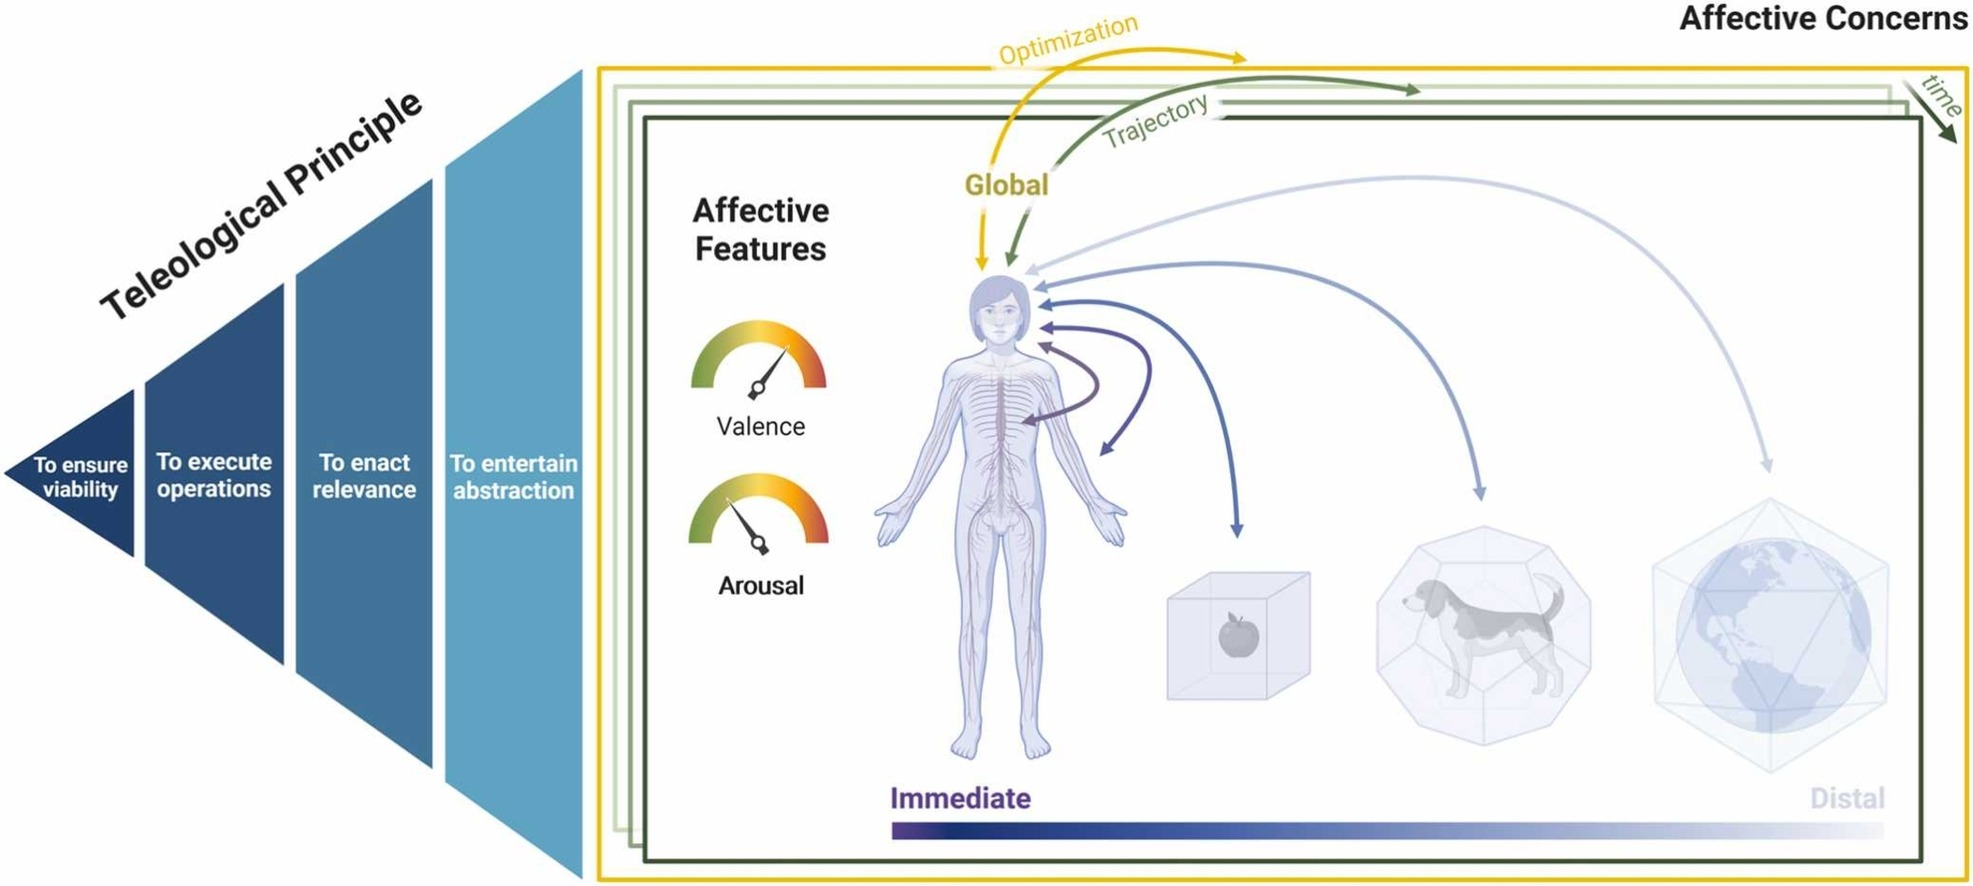 Affective Concerns
Optimization
time
Trajectory
Teleological Principle
Global
Affective
Features
Valence
Arousal
To ensure
viability
To execute
operations
To enact
relevance
To entertain
abstraction
Immediate
Distal